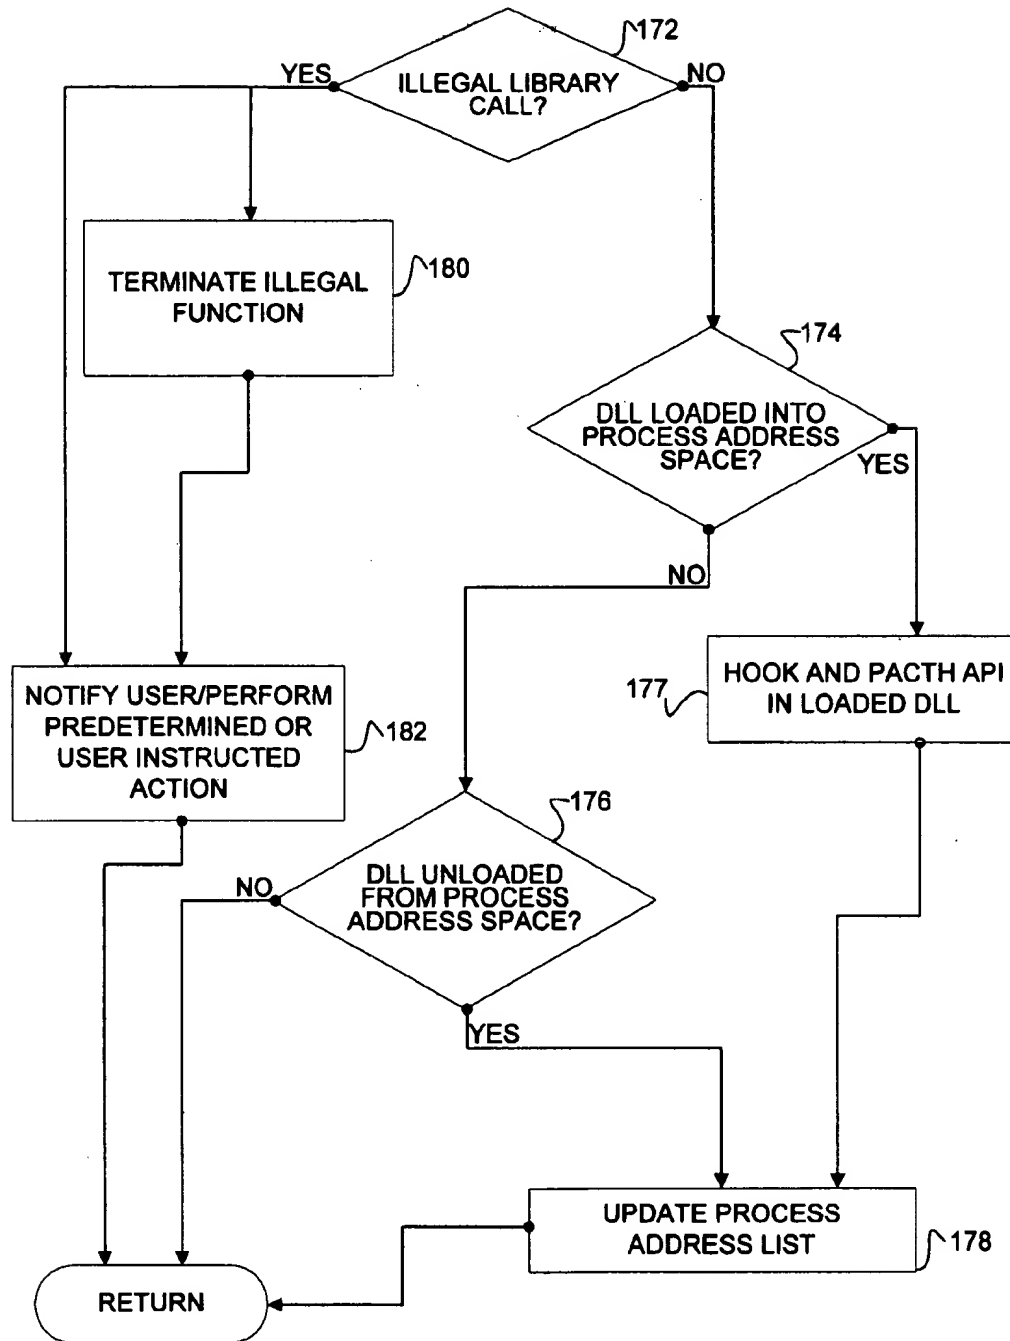 172
YES
NO
ILLEGAL LIBRARY
CALL?
180
TERMINATE ILLEGAL
FUNCTION
174
DLL LOADED INTO
PROCESS ADDRESS
SPACE?
YES
NO
HOOK AND PACTH API
IN LOADED DLL
177
NOTIFY USER/PERFORM
PREDETERMINED OR
USER INSTRUCTED
ACTION
182
176
DLL UNLOADED
FROM PROCESS
ADDRESS SPACE?
NO
YES
UPDATE PROCESS
ADDRESS LIST
178
RETURN